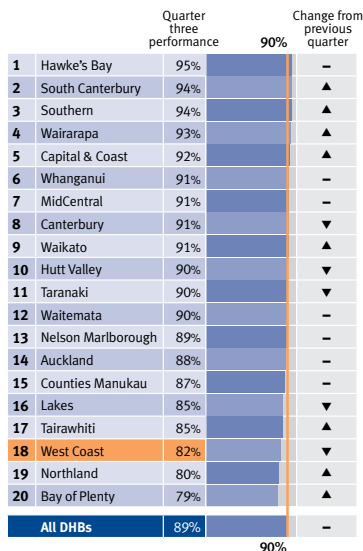 Quarter three performance
90%
Change from previous quarter
1 Hawke's Bay 95% –
2 South Canterbury 94% ▲
3 Southern 94% ▲
4 Wairarapa 93% ▲
5 Capital & Coast 92% ▲
6 Whanganui 91% –
7 MidCentral 91% –
8 Canterbury 91% ▼
9 Waikato 91% ▲
10 Hutt Valley 90% ▼
11 Taranaki 90% ▼
12 Waitemata 90% –
13 Nelson Marlborough 89% –
14 Auckland 88% –
15 Counties Manukau 87% –
16 Lakes 85% ▼
17 Tairawhiti 85% ▲
18 West Coast 82% ▼
19 Northland 80% ▲
20 Bay of Plenty 79% ▲
All DHBs 89% –
90%